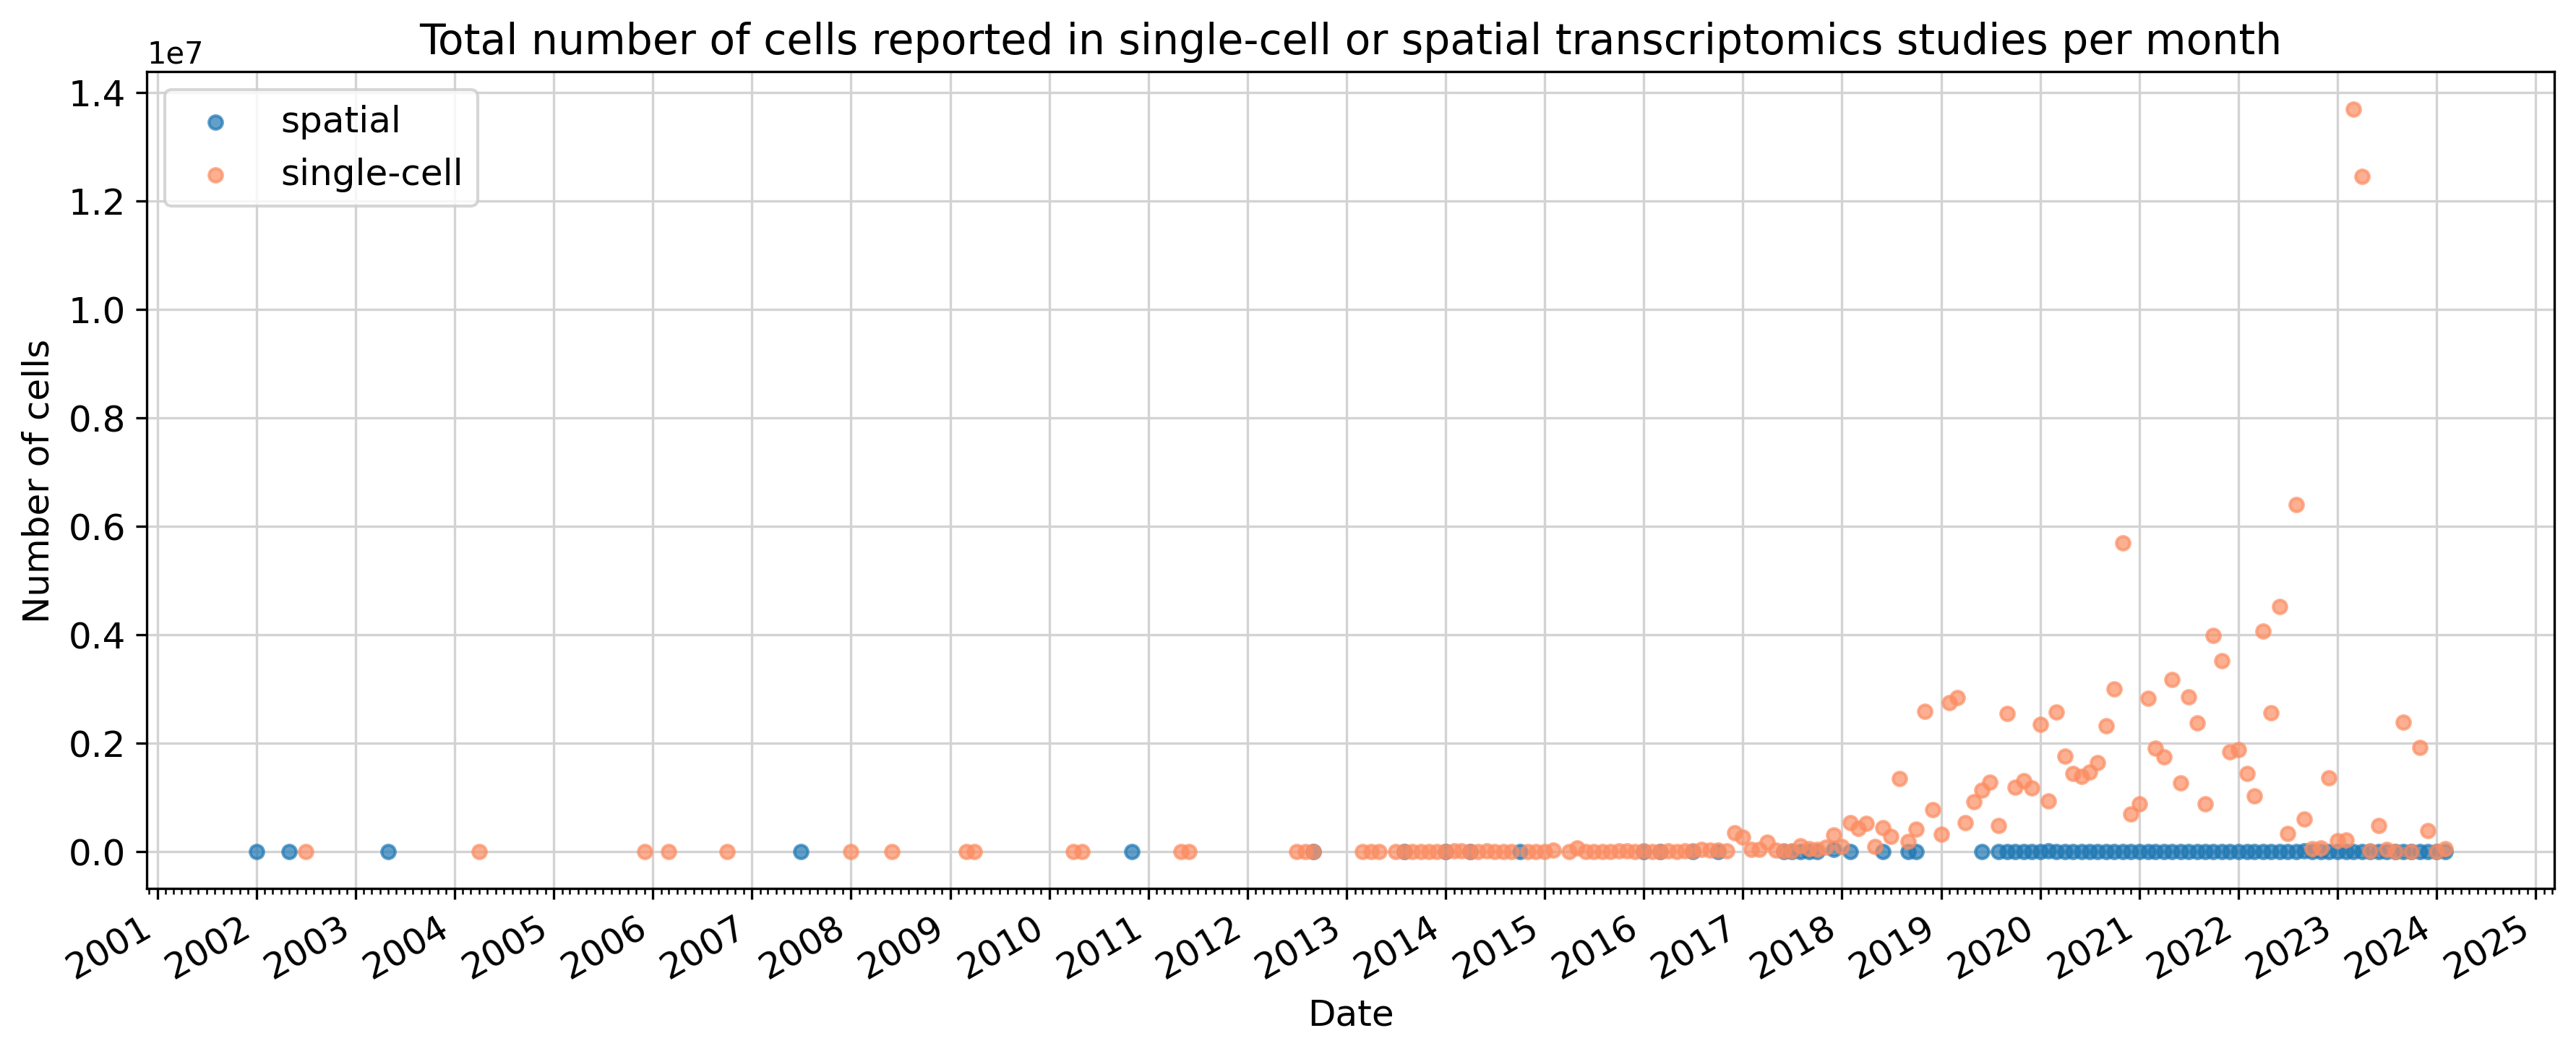 Total number of cells reported in single-cell or spatial transcriptomics studies per month
1e7
1.4
1.2
1.0
0.8
0.6
0.4
0.2
0.0
Number of cells
spatial
single-cell
2001 2002 2003 2004 2005 2006 2007 2008 2009 2010 2011 2012 2013 2014 2015 2016 2017 2018 2019 2020 2021 2022 2023 2024 2025
Date